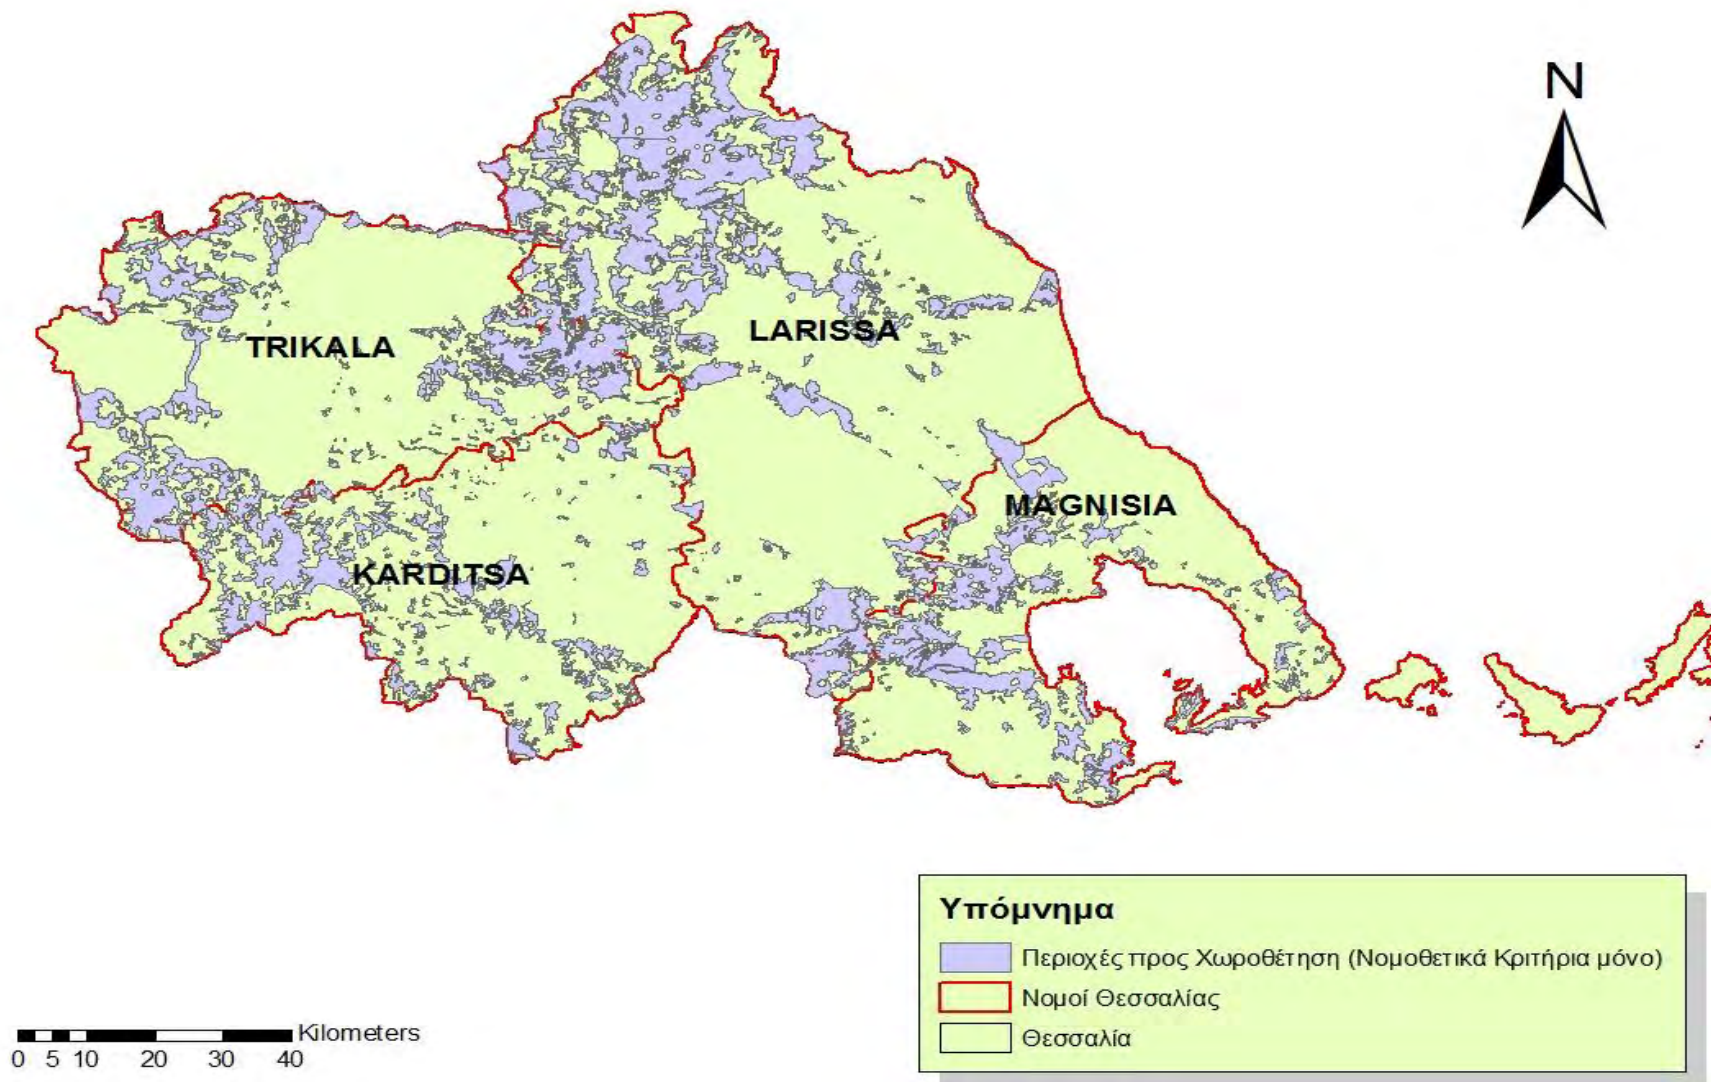 N
TRIKALA
LARISSA
MAGNISIA
KARDITSA
Υπόμνημα
Περιοχές προς Χωροθέτηση (Νομοθετικά Κριτήρια μόνο)
Νομοί Θεσσαλίας
Θεσσαλία
Kilometers
0 5 10 20 30 40